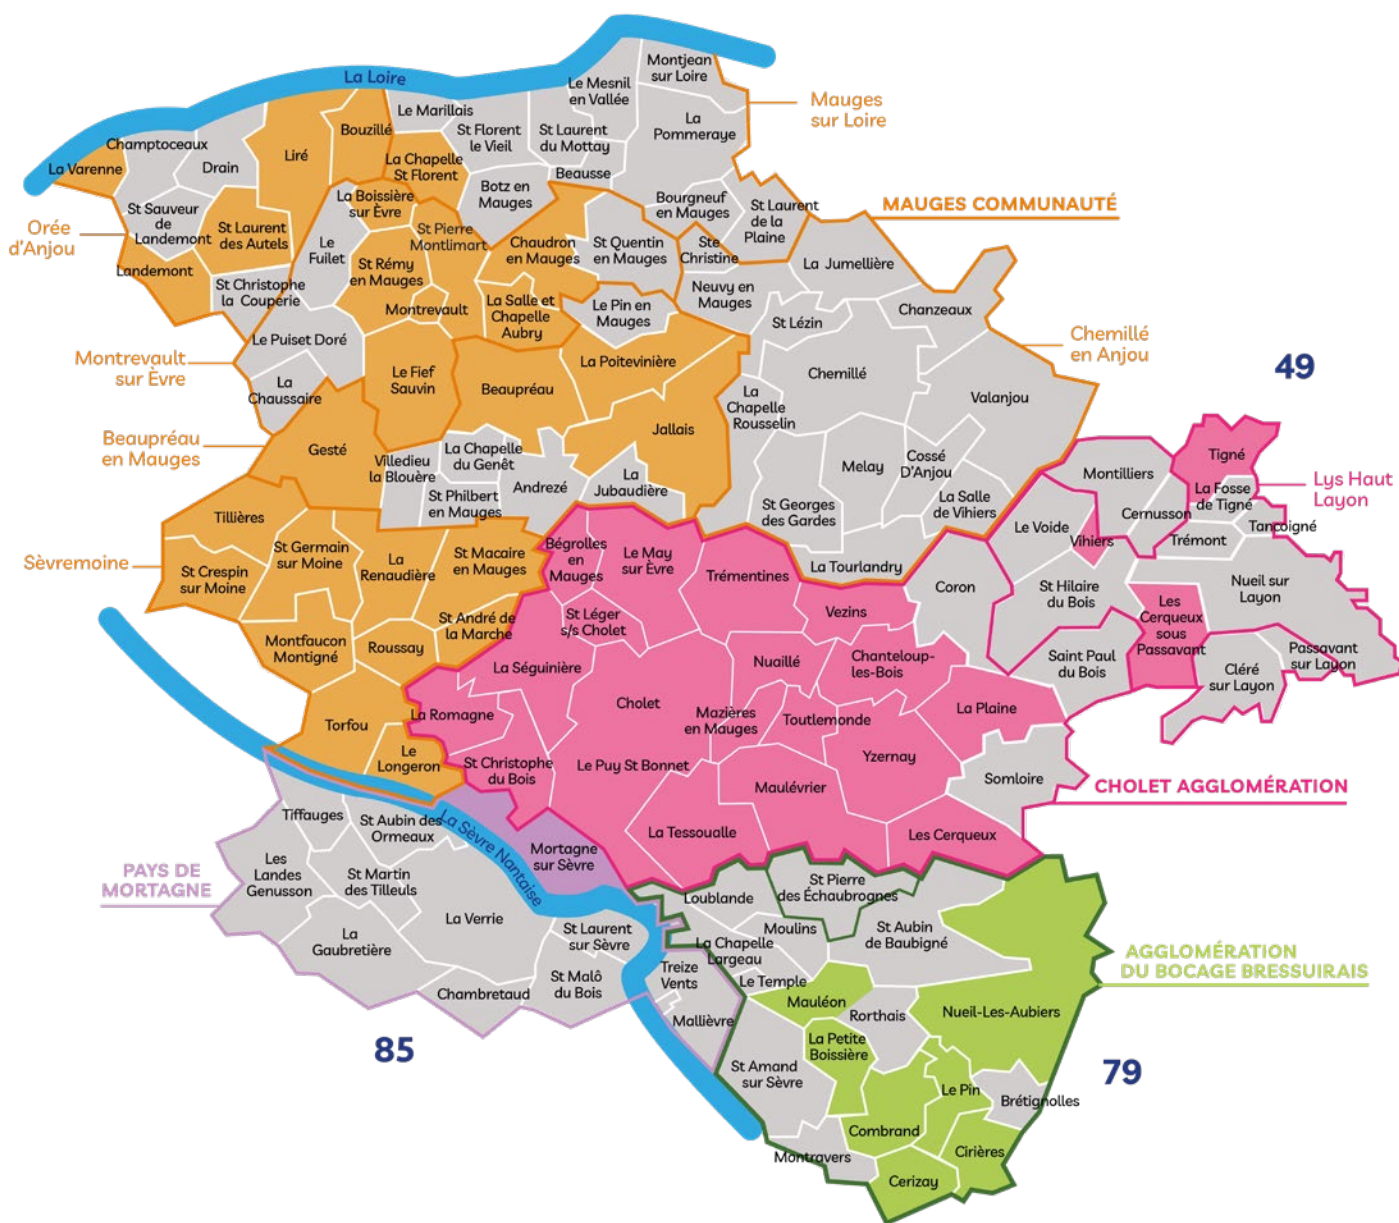 La Loire
Montjean
sur Loire
Le Mesnil
en Vallée
Mauges
sur Loire
Le Marillais
La
Pommeraye
Bouzillé
St Florent
le Vieil
St Laurent
du Mottay
Champtoceaux
Liré
La Varenne
Drain
La Chapelle
St Florent
Beausse
Botz en
Mauges
La Boissière
sur Èvre
Bourgneuf
en Mauges
St Laurent
de la
Plaine
MAUGES COMMUNAUTÉ
St Sauveur
de
Landemont
St Laurent
des Autels
Orée
d'Anjou
Le
Fuilet
St Pierre
Montlimart
Chaudron
en Mauges
St Quentin
en Mauges
Ste
Christine
La Jumellière
Landemont
St Rémy
en Mauges
St Christophe
la Couperie
Neuvy en
Mauges
Montrevault
La Salle et
Chapelle
Aubry
Le Pin en
Mauges
Chanzeaux
St Lézin
Le Puiset Doré
Chemillé
en Anjou
Montrevault
sur Èvre
La
Chaussaire
Le Fief
Sauvin
Beaupréau
La Poitevinière
Chemillé
49
La
Chapelle
Rousselin
Valanjou
Beaupréau
en Mauges
Gesté
Jallais
Villedieu
la Blouère
La Chapelle
du Genêt
Andrezé
La
Jubaudière
Melay
Cossé
D'Anjou
Montilliers
Tigné
Lys Haut
Layon
La Fosse
de Tigné
St Philbert
en Mauges
St Georges
des Gardes
La Salle
de Vihiers
Cernusson
Tancoigné
Tillières
Le Voide
Vihiers
Trémont
Sèvremoine
St Germain
sur Moine
La
Renaudière
St Macaire
en Mauges
Bégrolles
en
Mauges
Le May
sur Èvre
Trémentines
La Tourlandry
St Crespin
sur Moine
Coron
St Hilaire
du Bois
Nueil sur
Layon
Les
Cerqueux
sous
Passavant
St André de
la Marche
St Léger
s/s Cholet
Vezins
Montfaucon
Montigné
Roussay
La Séguinière
Nuaillé
Chanteloup-
les-Bois
Saint Paul
du Bois
Passavant
sur Layon
Cléré
sur Layon
Torfou
La Romagne
Cholet
Mazières
en Mauges
Toutlemonde
La Plaine
Le
Longeron
St Christophe
du Bois
Le Puy St Bonnet
Yzernay
Somloire
Maulévrier
CHOLET AGGLOMÉRATION
Tiffauges
St Aubin des
Ormeaux
La Sèvre Nantaise
La Tessoualle
Les Cerqueux
Mortagne
sur Sèvre
PAYS DE
MORTAGNE
Les
Landes
Genusson
St Martin
des Tilleuls
St Pierre
des Échaubrognes
Loublande
La Verrie
La
Gaubretière
St Laurent
sur Sèvre
Moulins
St Aubin
de Baubigné
La Chapelle
Largeau
AGGLOMÉRATION
DU BOCAGE BRESSUIRAIS
Treize
Vents
Le Temple
St Malô
du Bois
Chambretaud
Mauléon
Rorthais
Nueil-Les-Aubiers
Mallièvre
85
La Petite
Boissière
St Amand
sur Sèvre
79
Le Pin
Brétignolles
Combrand
Cirières
Montravers
Cerizay